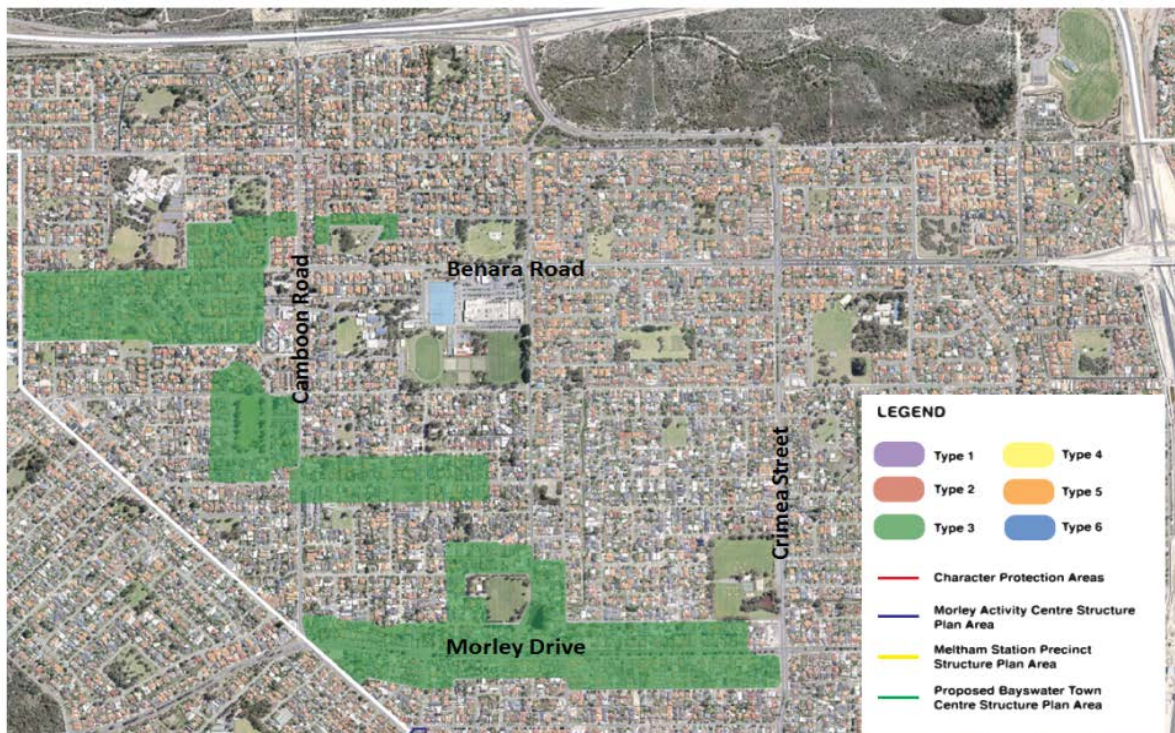 Benara Road
Camboon Road
Crimea Street
Morley Drive
LEGEND
Type 1
Type 4
Type 2
Type 5
Type 3
Type 6
Character Protection Areas
Morley Activity Centre Structure
Plan Area
Meltham Station Precinct
Structure Plan Area
Proposed Bayswater Town
Centre Structure Plan Area